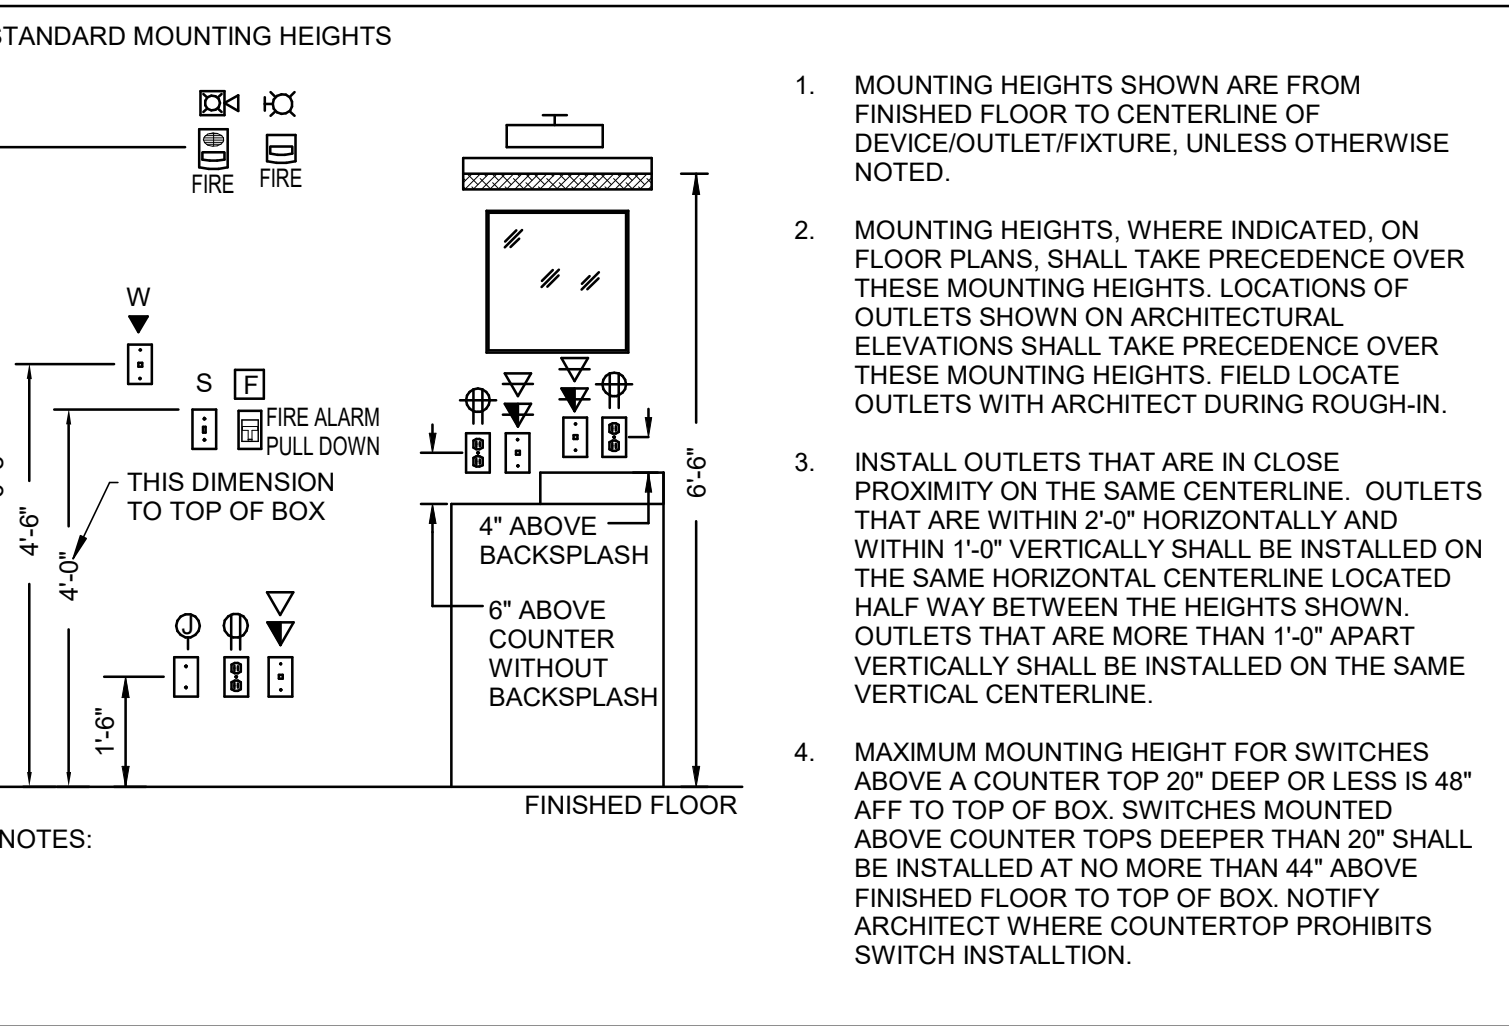 STANDARD MOUNTING HEIGHTS
FIRE
FIRE
W
S
F
FIRE ALARM
PULL DOWN
THIS DIMENSION
TO TOP OF BOX
4'-6"
4'-0"
1'-6"
J
6'-6"
4" ABOVE
BACKSPLASH
6" ABOVE
COUNTER
WITHOUT
BACKSPLASH
FINISHED FLOOR
NOTES:
1. MOUNTING HEIGHTS SHOWN ARE FROM
FINISHED FLOOR TO CENTERLINE OF
DEVICE/OUTLET/FIXTURE, UNLESS OTHERWISE
NOTED.
2. MOUNTING HEIGHTS, WHERE INDICATED, ON
FLOOR PLANS, SHALL TAKE PRECEDENCE OVER
THESE MOUNTING HEIGHTS. LOCATIONS OF
OUTLETS SHOWN ON ARCHITECTURAL
ELEVATIONS SHALL TAKE PRECEDENCE OVER
THESE MOUNTING HEIGHTS. FIELD LOCATE
OUTLETS WITH ARCHITECT DURING ROUGH-IN.
3. INSTALL OUTLETS THAT ARE IN CLOSE
PROXIMITY ON THE SAME CENTERLINE. OUTLETS
THAT ARE WITHIN 2'-0" HORIZONTALLY AND
WITHIN 1'-0" VERTICALLY SHALL BE INSTALLED ON
THE SAME HORIZONTAL CENTERLINE LOCATED
HALF WAY BETWEEN THE HEIGHTS SHOWN.
OUTLETS THAT ARE MORE THAN 1'-0" APART
VERTICALLY SHALL BE INSTALLED ON THE SAME
VERTICAL CENTERLINE.
4. MAXIMUM MOUNTING HEIGHT FOR SWITCHES
ABOVE A COUNTER TOP 20" DEEP OR LESS IS 48"
AFF TO TOP OF BOX. SWITCHES MOUNTED
ABOVE COUNTER TOPS DEEPER THAN 20" SHALL
BE INSTALLED AT NO MORE THAN 44" ABOVE
FINISHED FLOOR TO TOP OF BOX. NOTIFY
ARCHITECT WHERE COUNTERTOP PROHIBITS
SWITCH INSTALLTION.